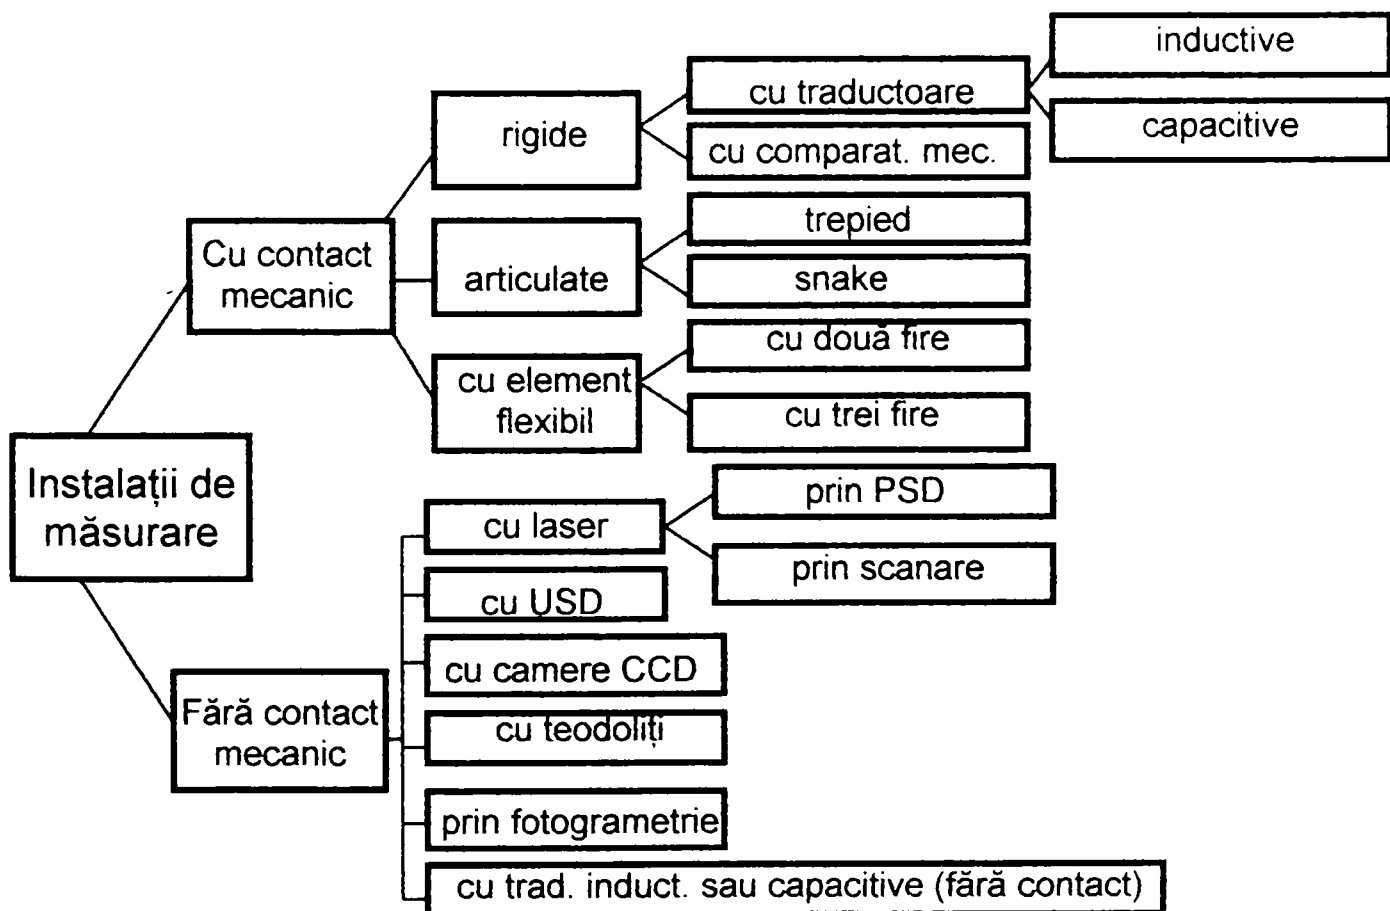 inductive
cu traductoare
capacitive
rigide
cu comparat. mec.
trepied
Cu contact
mecanic
articulate
snake
cu două fire
cu element
flexibil
cu trei fire
Instalații de
măsurare
prin PSD
cu laser
prin scanare
cu USD
cu camere CCD
Fără contact
mecanic
cu teodoliți
prin fotogrametrie
cu trad. induct. sau capacitive (fără contact)